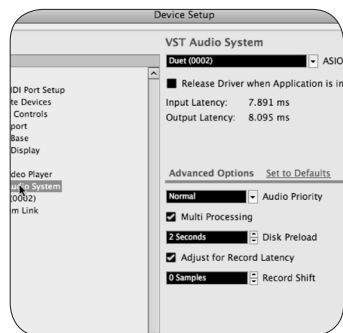 Device Setup
VST Audio System
Duet (0002)
ASIO
Release Driver when Application is in
Input Latency: 7.891 ms
Output Latency: 8.095 ms
IDI Port Setup
te Devices
Controls
port
Base
Display
deo Player
udio System
(0002)
m Link
Advanced Options Set to Defaults
Normal Audio Priority
Multi Processing
2 Seconds Disk Preload
Adjust for Record Latency
0 Samples Record Shift